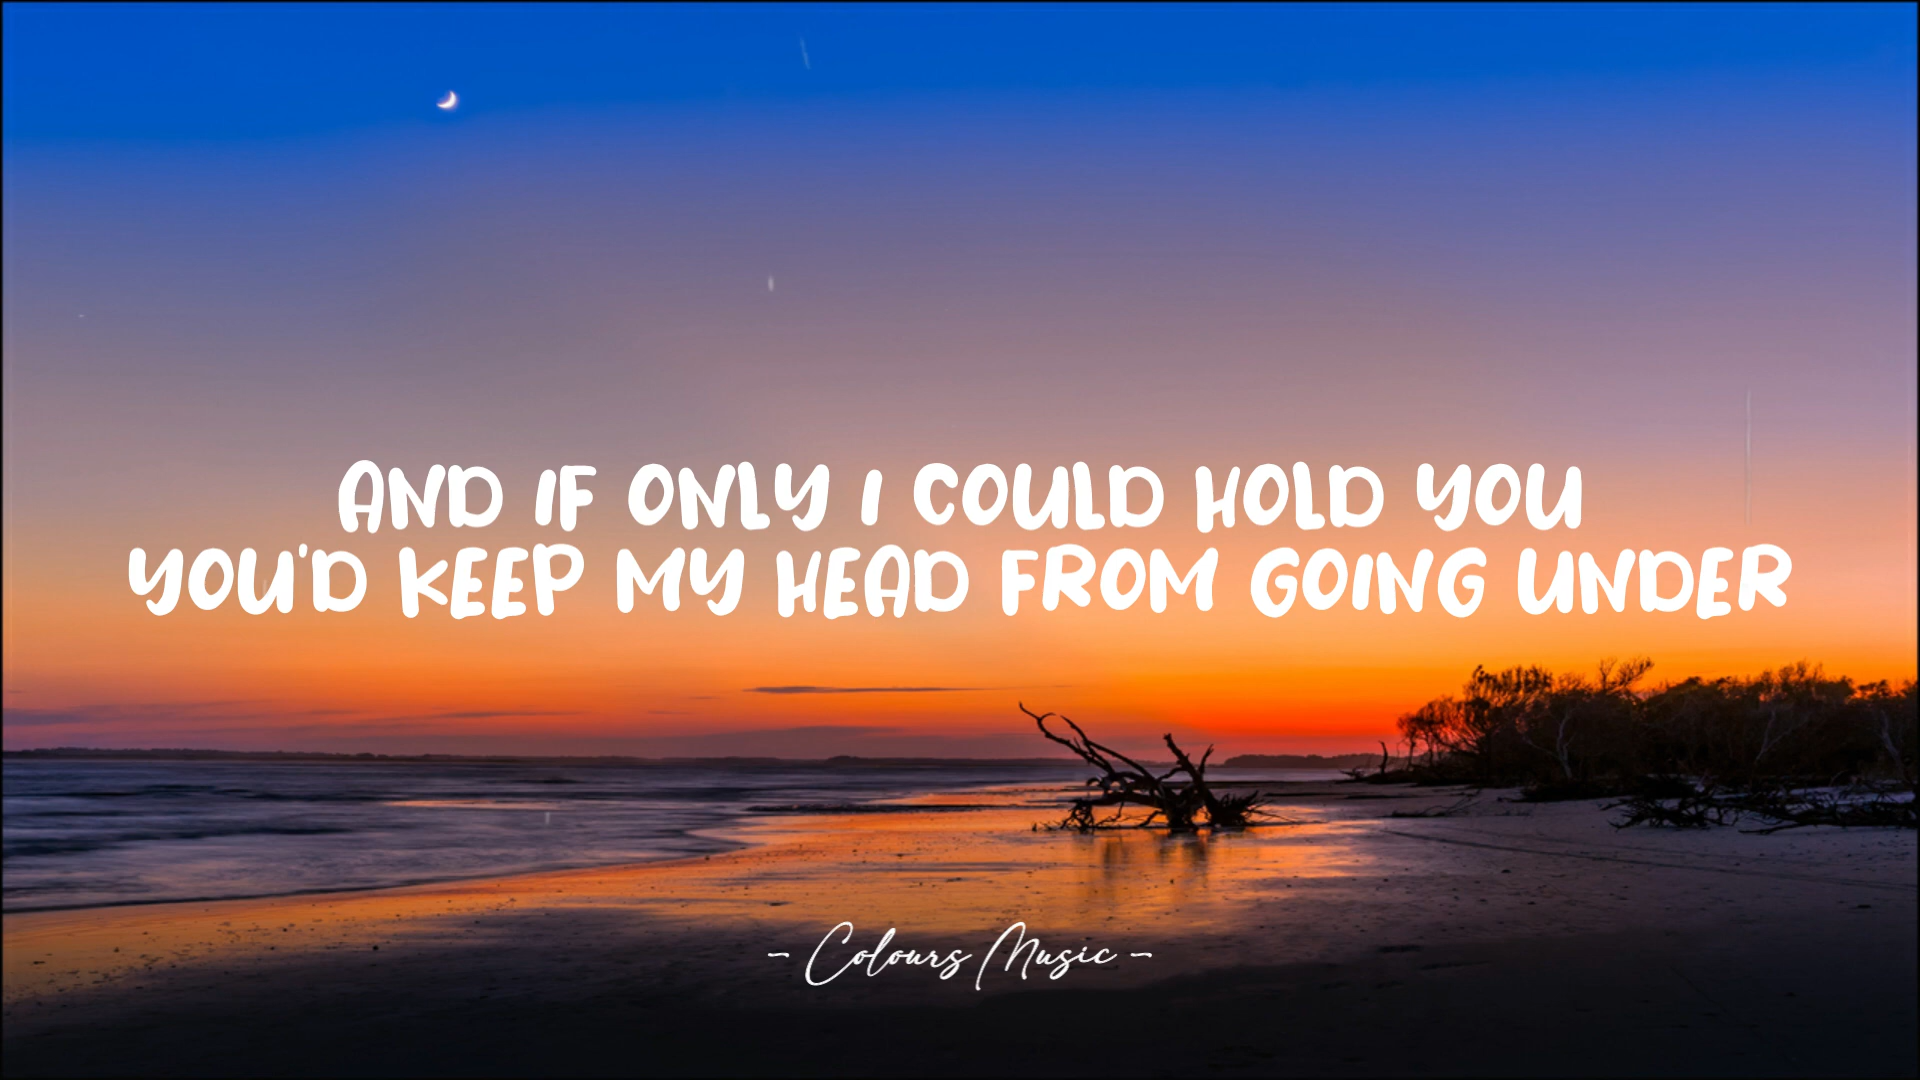 AND IF ONLY I COULD HOLD YOU
YOU'D KEEP MY HEAD FROM GOING UNDER
- Colours Music -